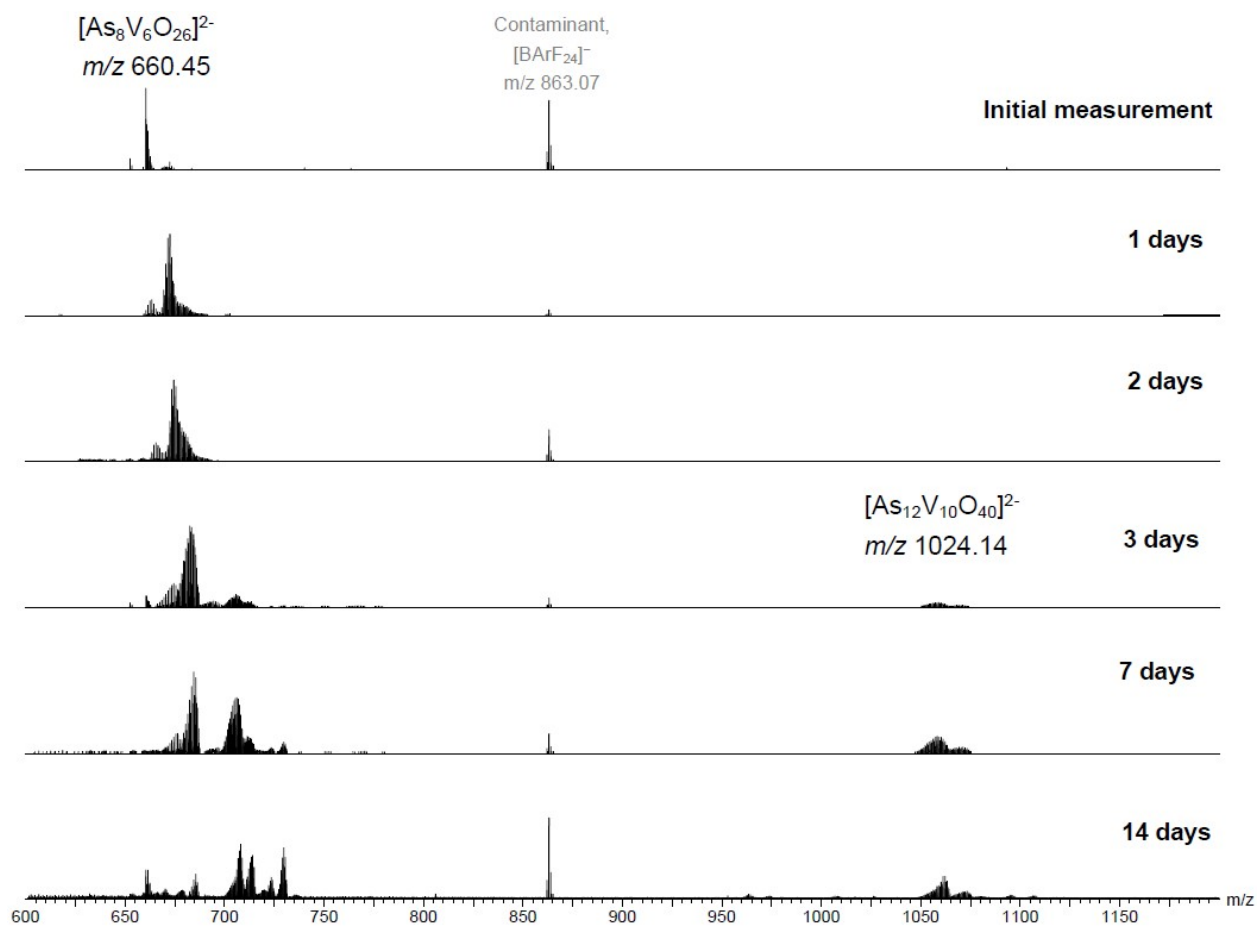 [As₈V₆O₂₆]²⁻
m/z 660.45
Contaminant,
[BArF₂₄]⁻
m/z 863.07
Initial measurement
1 days
2 days
[As₁₂V₁₀O₄₀]²⁻
m/z 1024.14
3 days
7 days
14 days
600 650 700 750 800 850 900 950 1000 1050 1100 1150 m/z